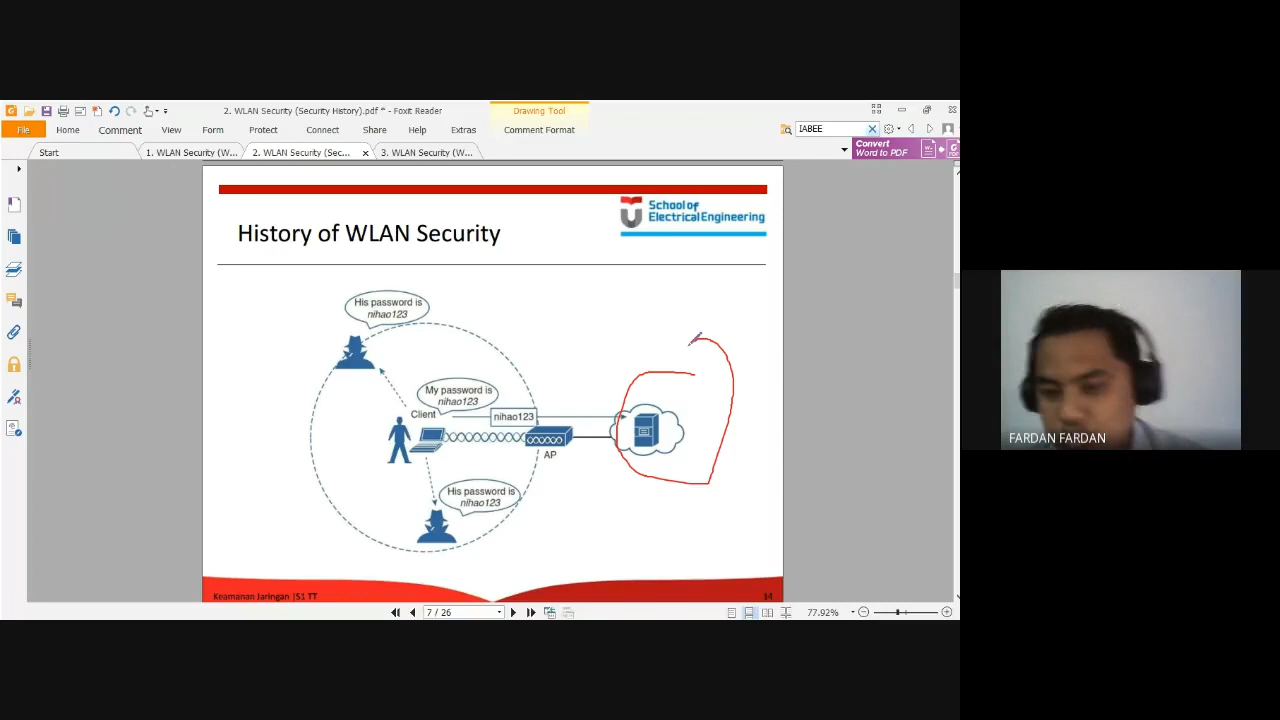 2. WLAN Security (Security History).pdf * - Foxit Reader
Drawing Tool
File Home Comment View Form Protect Connect Share Help Extras Comment Format
IABEE
Start
1. WLAN Security (W...
2. WLAN Security (Sec...
3. WLAN Security (W...
Convert
Word to PDF
School of
Electrical Engineering
History of WLAN Security
His password is
nihao123
My password is
nihao123
Client
nihao123
AP
His password is
nihao123
Keamanan Jaringan |S1 TT
14
7 / 26
77.92%
FARDAN FARDAN